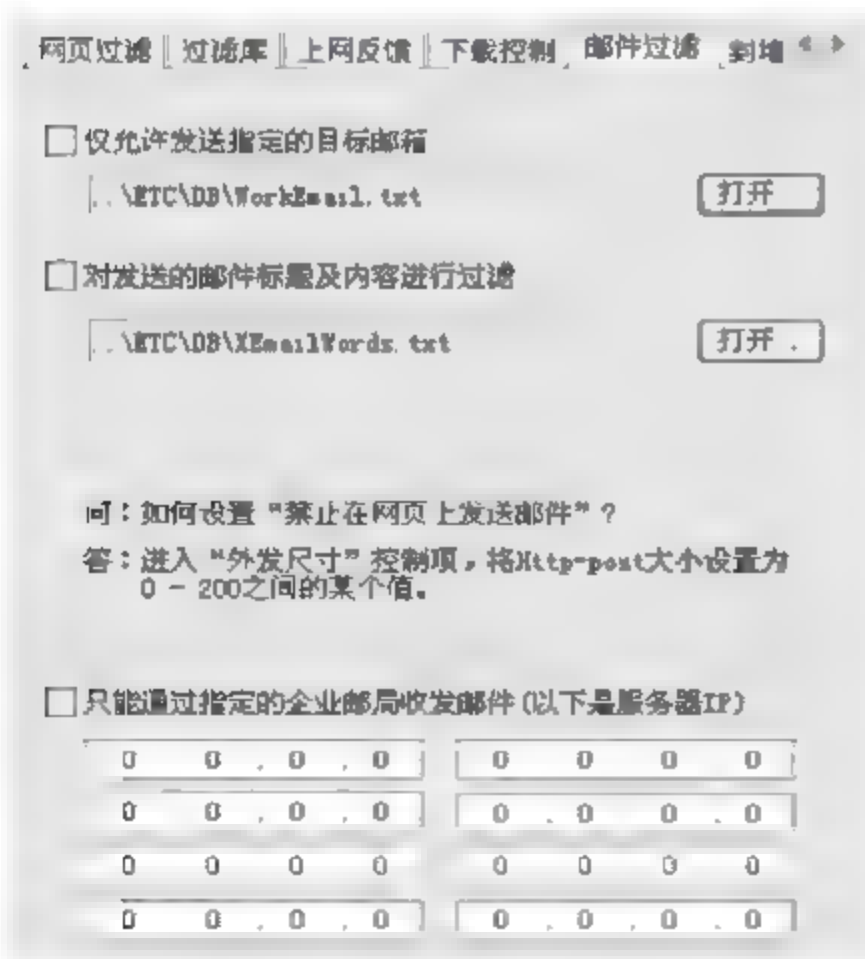 网页过滤 过滤库 上网反馈 下载控制 邮件过滤
仅允许发送指定的目标邮箱
..\ETC\DB\WorkEmail.txt 打开
对发送的邮件标题及内容进行过滤
..\ETC\DB\XEmailWords.txt 打开.
问：如何设置“禁止在网页上发送邮件”？
答：进入“外发尺寸”控制项，将Http-post大小设置为
0 - 200之间的某个值。
只能通过指定的企业邮局收发邮件(以下是服务器IP)
0 0 . 0 . 0 0 0 0 0
0 0 . 0 . 0 0 . 0 0 . 0
0 0 0 0 0 0 0 0
0 0 . 0 . 0 0 . 0 . 0 . 0